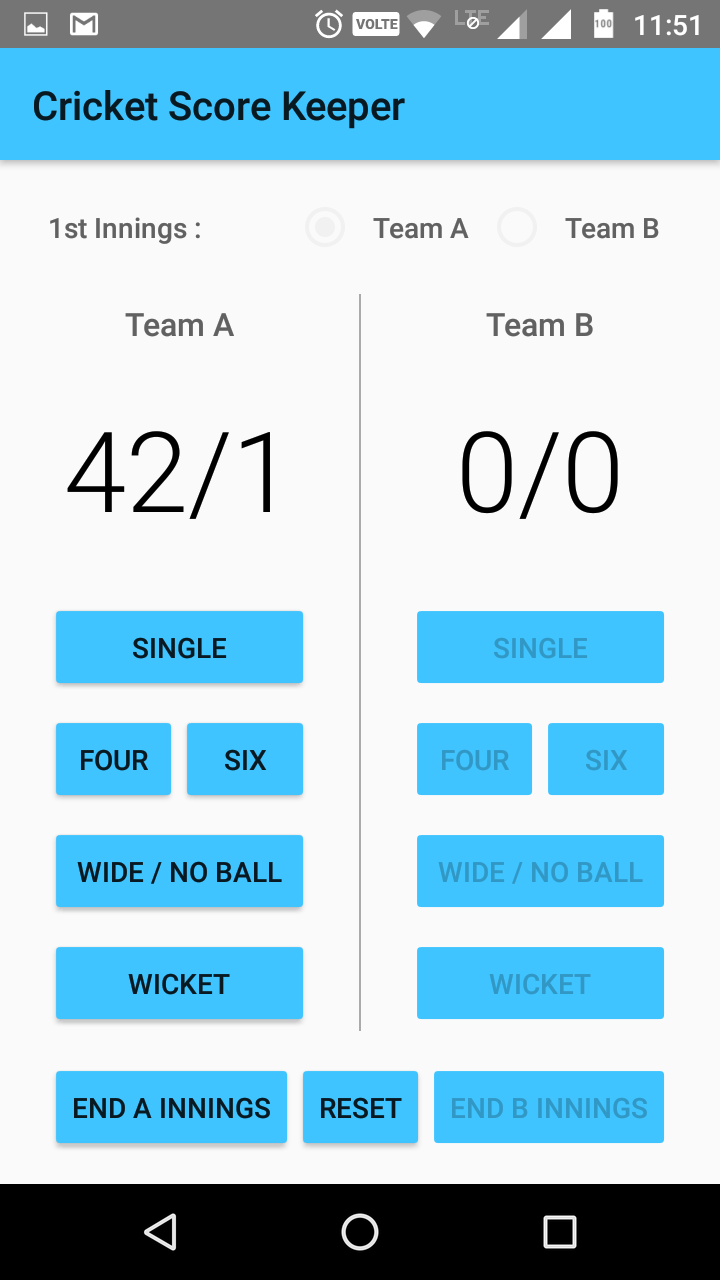 VOLTE LTE 100 11:51
Cricket Score Keeper
1st Innings : Team A Team B
Team A Team B
42/1 0/0
SINGLE SINGLE
FOUR SIX FOUR SIX
WIDE / NO BALL WIDE / NO BALL
WICKET WICKET
END A INNINGS RESET END B INNINGS